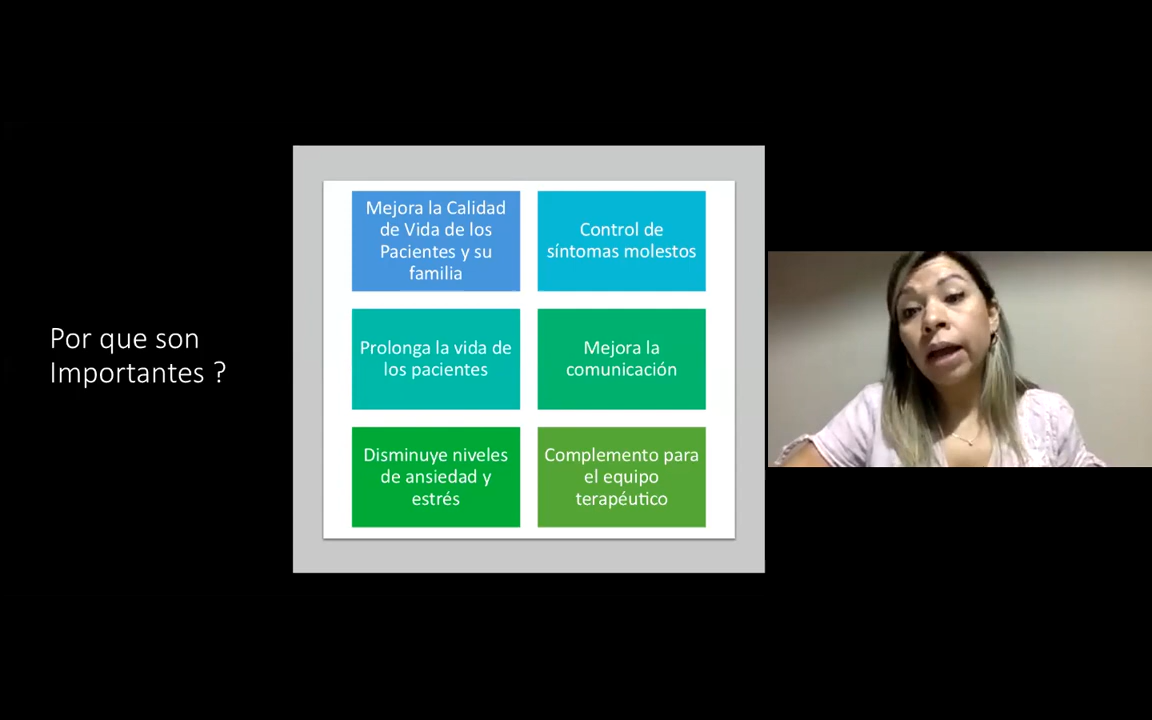 Por que son
Importantes ?
Mejora la Calidad
de Vida de los
Pacientes y su
familia
Control de
síntomas molestos
Prolonga la vida de
los pacientes
Mejora la
comunicación
Disminuye niveles
de ansiedad y
estrés
Complemento para
el equipo
terapéutico